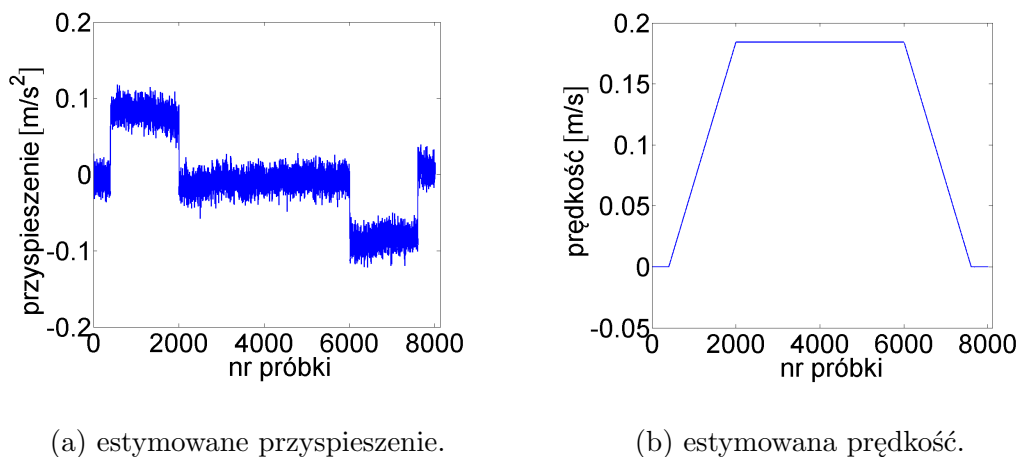 0.2
0.1
0
-0.1
-0.2
przyspieszenie [m/s²]
0 2000 4000 6000 8000
nr próbki
(a) estymowane przyspieszenie.
0.2
0.15
0.1
0.05
0
-0.05
prędkość [m/s]
0 2000 4000 6000 8000
nr próbki
(b) estymowana prędkość.